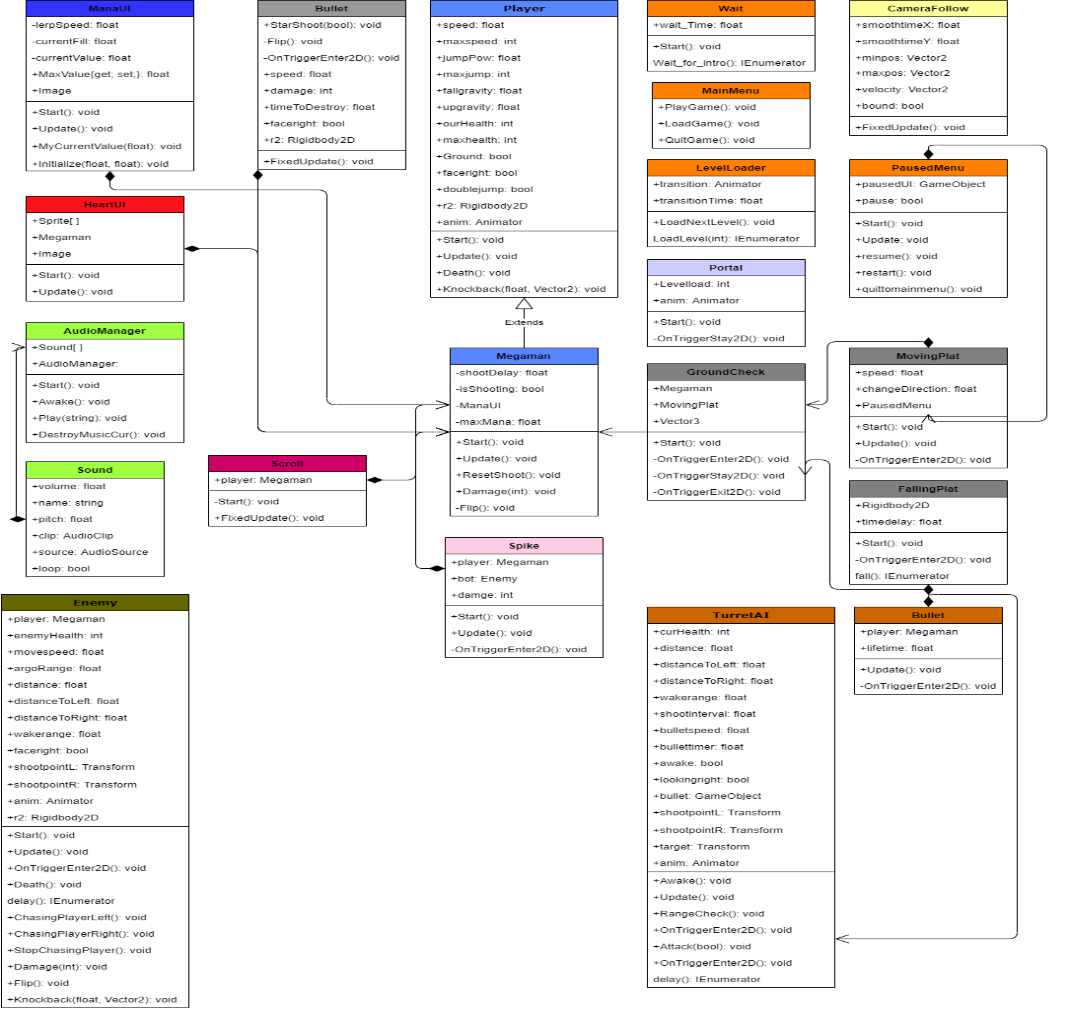 ManaUI
-lerpSpeed: float
-currentFill: float
-currentValue: float
+MaxValue{get; set;}: float
+Image
+Start(): void
+Update(): void
+MyCurrentValue(float): void
+Initialize(float, float): void
Bullet
+StarShoot(bool): void
-Flip(): void
-OnTriggerEnter2D(): void
+speed: float
+damage: int
+timeToDestroy: float
+faceright: bool
+r2: Rigidbody2D
+FixedUpdate(): void
Player
+speed: float
+maxspeed: int
+jumpPow: float
+maxjump: int
+fallgravity: float
+upgravity: float
+ourHealth: int
+maxhealth: int
+Ground: bool
+faceright: bool
+doublejump: bool
+r2: Rigidbody2D
+anim: Animator
+Start(): void
+Update(): void
+Death(): void
+Knockback(float, Vector2): void
Wait
+wait_Time: float
+Start(): void
Wait_for_intro(): IEnumerator
MainMenu
+PlayGame(): void
+LoadGame(): void
+QuitGame(): void
LevelLoader
+transition: Animator
+transitionTime: float
+LoadNextLevel(): void
LoadLevel(int): IEnumerator
Portal
+Levelload: int
+anim: Animator
+Start(): void
-OnTriggerStay2D(): void
CameraFollow
+smoothtimeX: float
+smoothtimeY: float
+minpos: Vector2
+maxpos: Vector2
+velocity: Vector2
+bound: bool
+FixedUpdate(): void
PausedMenu
+pausedUI: GameObject
+pause: bool
+Start(): void
+Update: void
+resume(): void
+restart(): void
+quittomainmenu(): void
HeartUI
+Sprite[ ]
+Megaman
+Image
+Start(): void
+Update(): void
Extends
AudioManager
+Sound[ ]
+AudioManager:
+Start(): void
+Awake(): void
+Play(string): void
+DestroyMusicCur(): void
Megaman
-shootDelay: float
-isShooting: bool
-ManaUI
-maxMana: float
+Start(): void
+Update(): void
+ResetShoot(): void
+Damage(int): void
-Flip(): void
GroundCheck
+Megaman
+MovingPlat
+Vector3
+Start(): void
-OnTriggerEnter2D(): void
-OnTriggerStay2D(): void
-OnTriggerExit2D(): void
MovingPlat
+speed: float
+changeDirection: float
+PausedMenu
+Start(): void
+Update(): void
-OnTriggerEnter2D(): void
Sound
+volume: float
+name: string
+pitch: float
+clip: AudioClip
+source: AudioSource
+loop: bool
Scroll
+player: Megaman
-Start(): void
+FixedUpdate(): void
FallingPlat
+Rigidbody2D
+timedelay: float
+Start(): void
-OnTriggerEnter2D(): void
fall(): IEnumerator
Spike
+player: Megaman
+bot: Enemy
+damge: int
+Start(): void
+Update(): void
-OnTriggerEnter2D(): void
Enemy
+player: Megaman
+enemyHealth: int
+movespeed: float
+argoRange: float
+distance: float
+distanceToLeft: float
+distanceToRight: float
+wakerange: float
+faceright: bool
+shootpointL: Transform
+shootpointR: Transform
+anim: Animator
+r2: Rigidbody2D
+Start(): void
+Update(): void
+OnTriggerEnter2D(): void
+Death(): void
delay(): IEnumerator
+ChasingPlayerLeft(): void
+ChasingPlayerRight(): void
+StopChasingPlayer(): void
+Damage(int): void
+Flip(): void
+Knockback(float, Vector2): void
TurretAI
+curHealth: int
+distance: float
+distanceToLeft: float
+distanceToRight: float
+wakerange: float
+shootinterval: float
+bulletspeed: float
+bullettimer: float
+awake: bool
+lookingright: bool
+bullet: GameObject
+shootpointL: Transform
+shootpointR: Transform
+target: Transform
+anim: Animator
+Awake(): void
+Update(): void
+RangeCheck(): void
+OnTriggerEnter2D(): void
+Attack(bool): void
+OnTriggerEnter2D(): void
delay(): IEnumerator
Bullet
+player: Megaman
+lifetime: float
+Update(): void
-OnTriggerEnter2D(): void